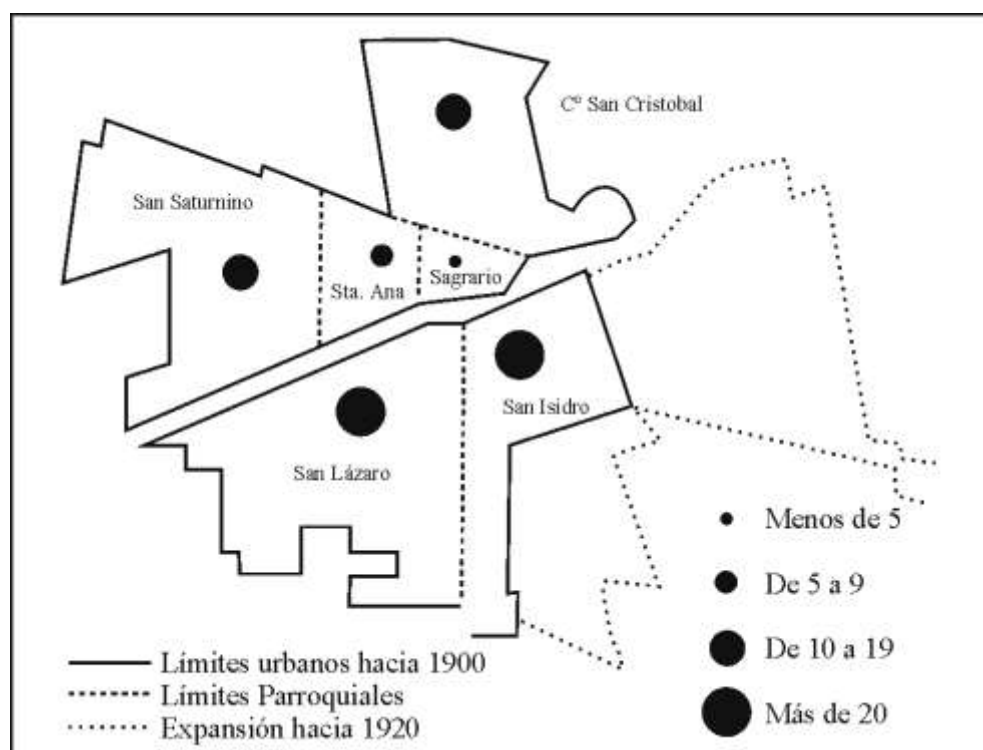 Cº San Cristobal
San Saturnino
Sta. Ana
Sagrario
San Isidro
San Lázaro
Menos de 5
De 5 a 9
De 10 a 19
Más de 20
Límites urbanos hacia 1900
Límites Parroquiales
Expansión hacia 1920